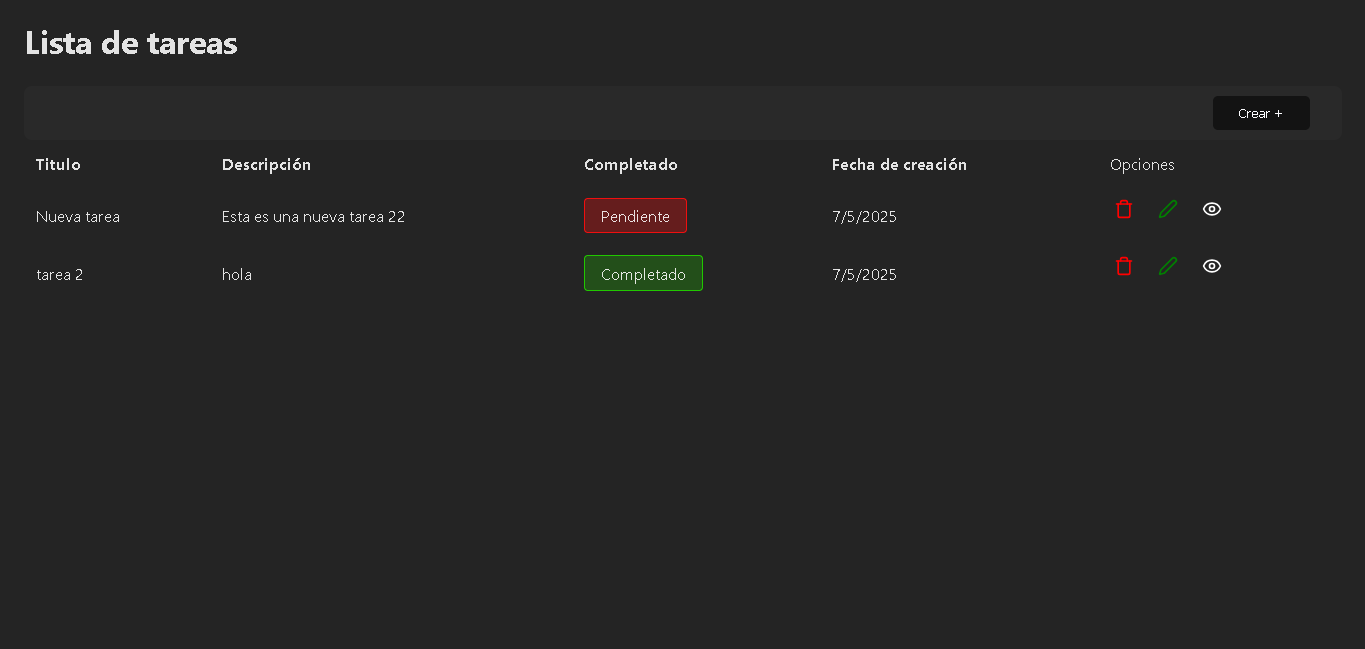 Lista de tareas
Crear +
Titulo Descripción Completado Fecha de creación Opciones
Nueva tarea Esta es una nueva tarea 22 Pendiente 7/5/2025
tarea 2 hola Completado 7/5/2025